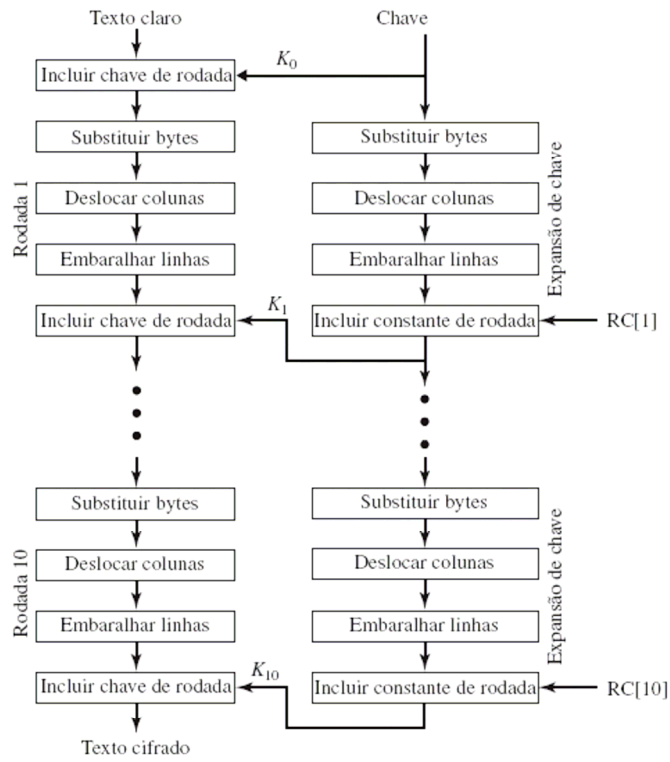 Texto claro
Chave
Incluir chave de rodada
K0
Substituir bytes
Substituir bytes
Rodada 1
Deslocar colunas
Deslocar colunas
Expansão de chave
Embaralhar linhas
Embaralhar linhas
Incluir chave de rodada
K1
Incluir constante de rodada
RC[1]
Substituir bytes
Substituir bytes
Rodada 10
Deslocar colunas
Deslocar colunas
Expansão de chave
Embaralhar linhas
Embaralhar linhas
Incluir chave de rodada
K10
Incluir constante de rodada
RC[10]
Texto cifrado